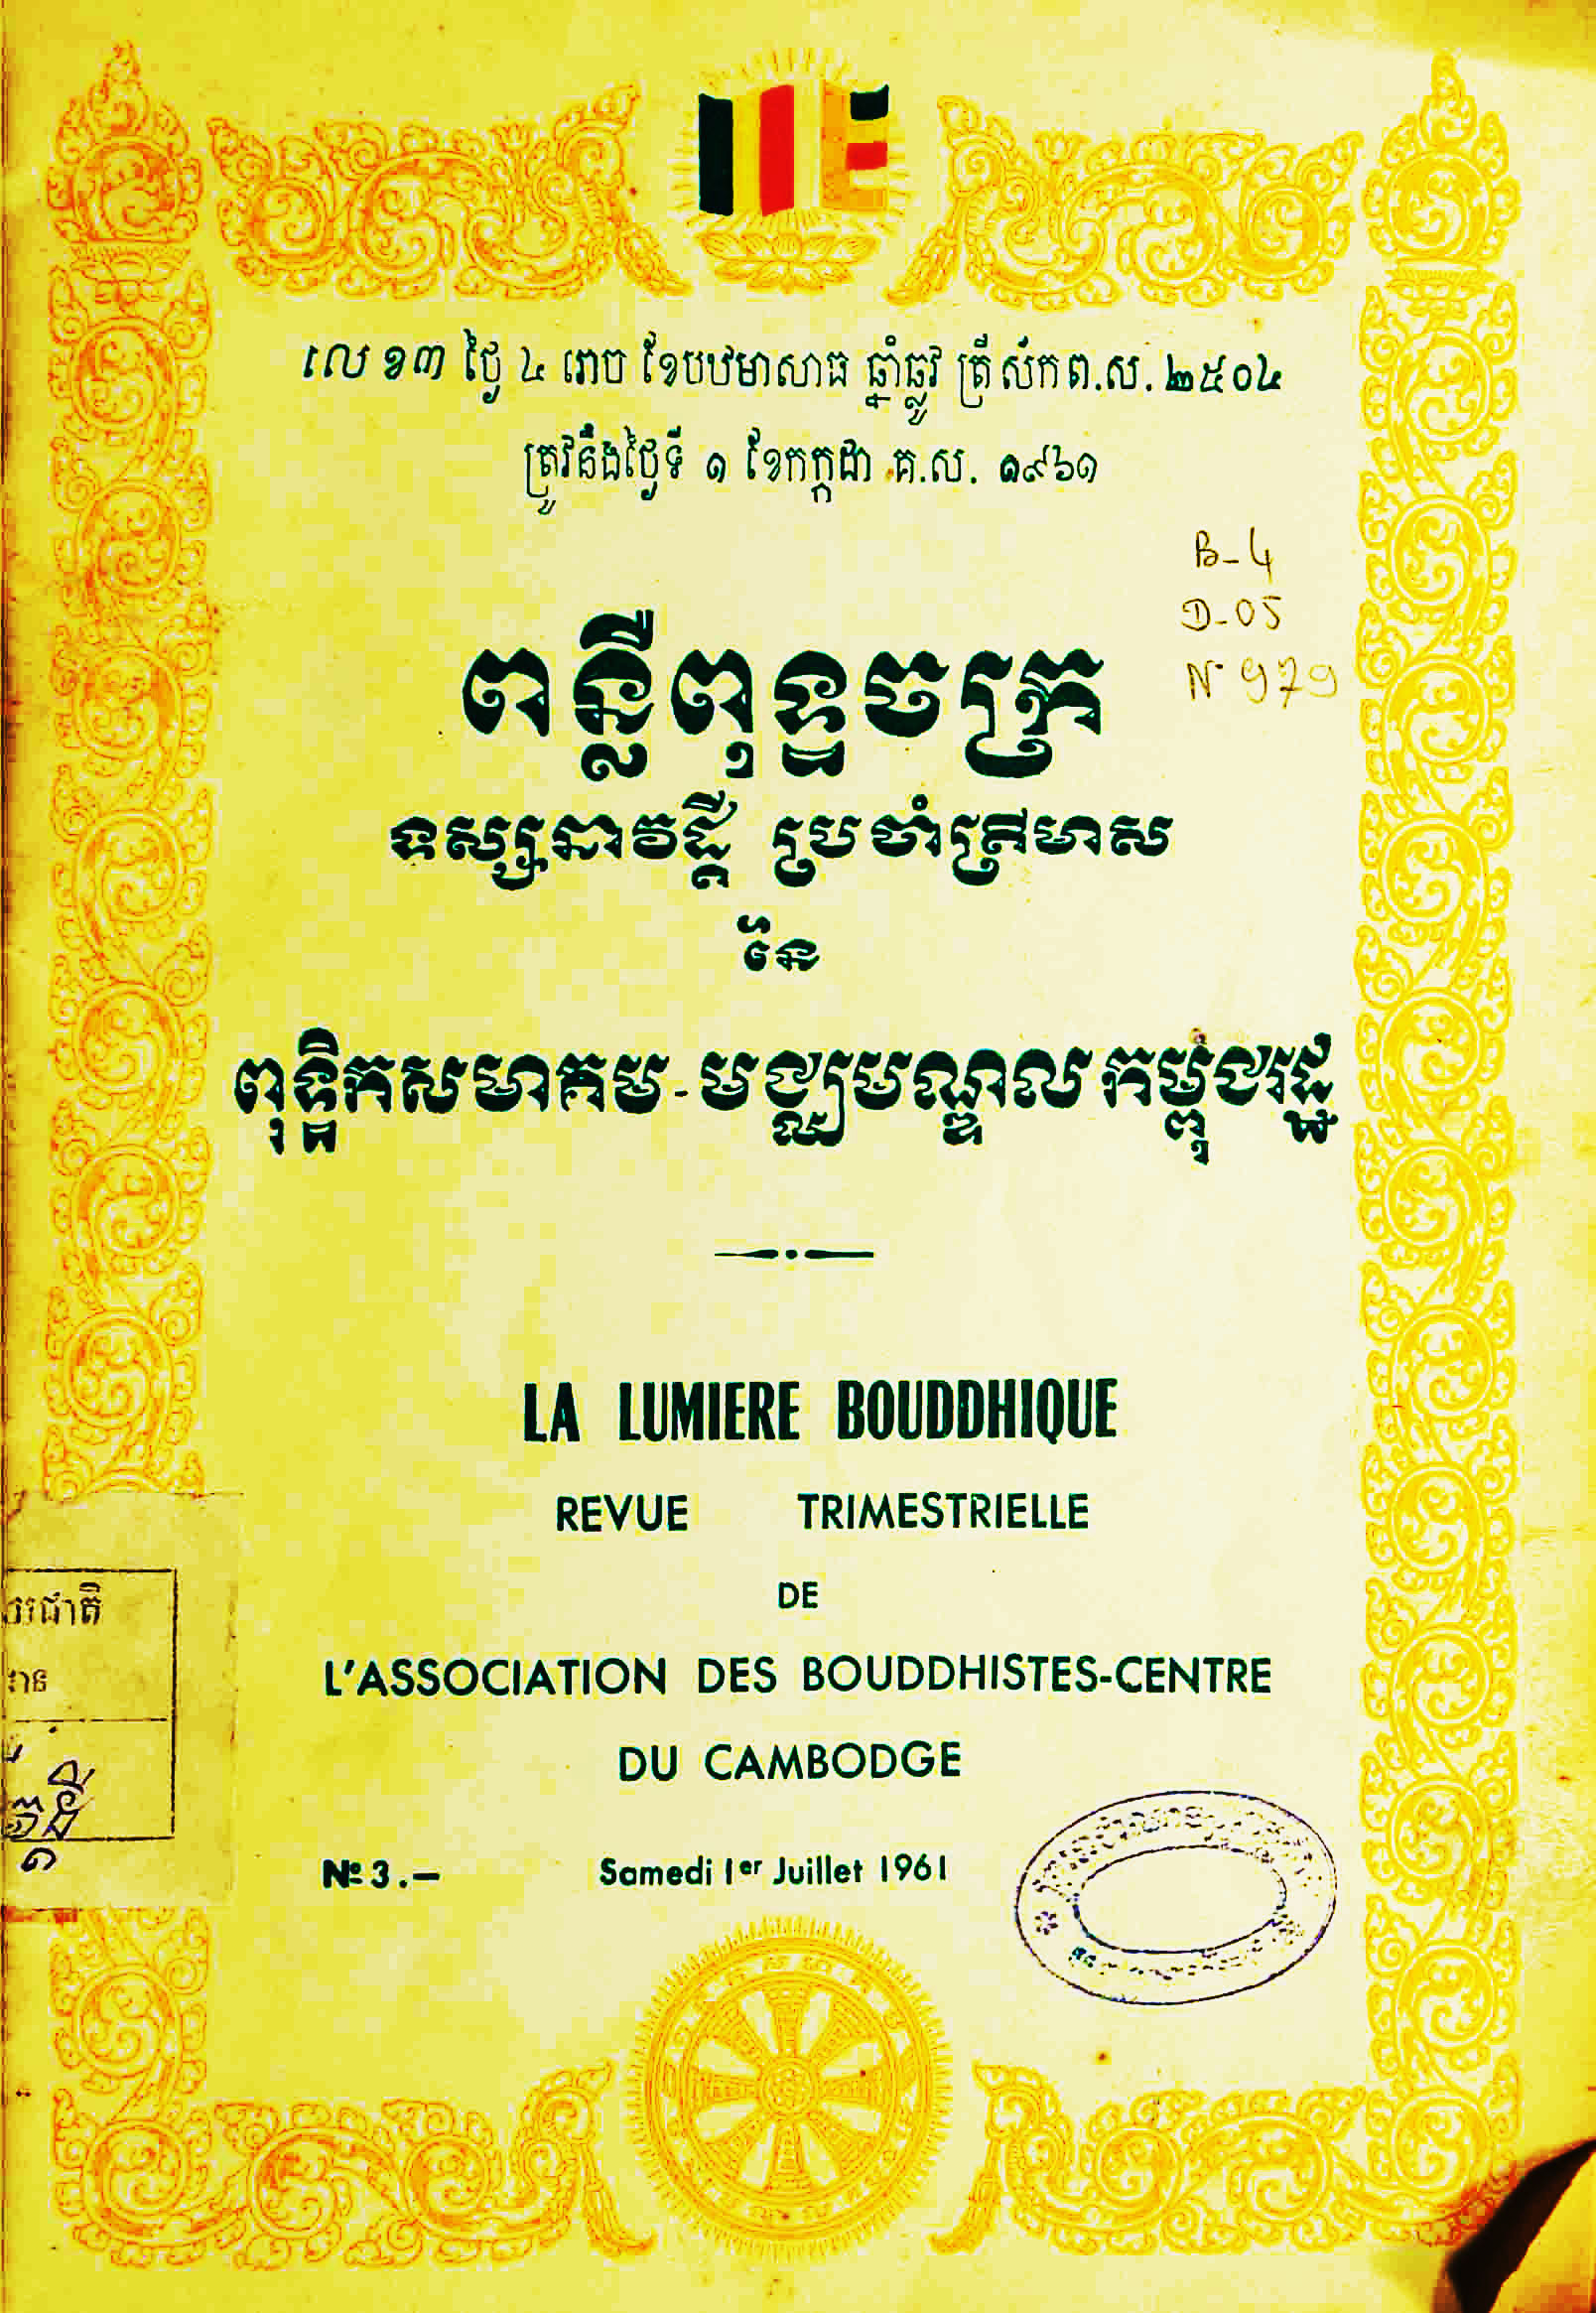 លេខ៣ ថ្ងៃ ៤ រោច ខែបឋមាសាធ ឆ្នាំឆ្លូវ ត្រីស័ក ព.ស. ២៥០៤
ត្រូវនឹងថ្ងៃទី ១ ខែកក្កដា គ.ស. ១៩៦១
B-4
D-05
N° 979
ពន្លឺពុទ្ធចក្រ
ទស្សនាវដ្ដី ប្រចាំត្រីមាស
នៃ
ពុទ្ធិកសមាគម-មជ្ឈមបណ្ឌលកម្ពុជរដ្ឋ
LA LUMIERE BOUDDHIQUE
REVUE TRIMESTRIELLE
DE
L'ASSOCIATION DES BOUDDHISTES-CENTRE
DU CAMBODGE
Nº 3.—
Samedi 1er Juillet 1961